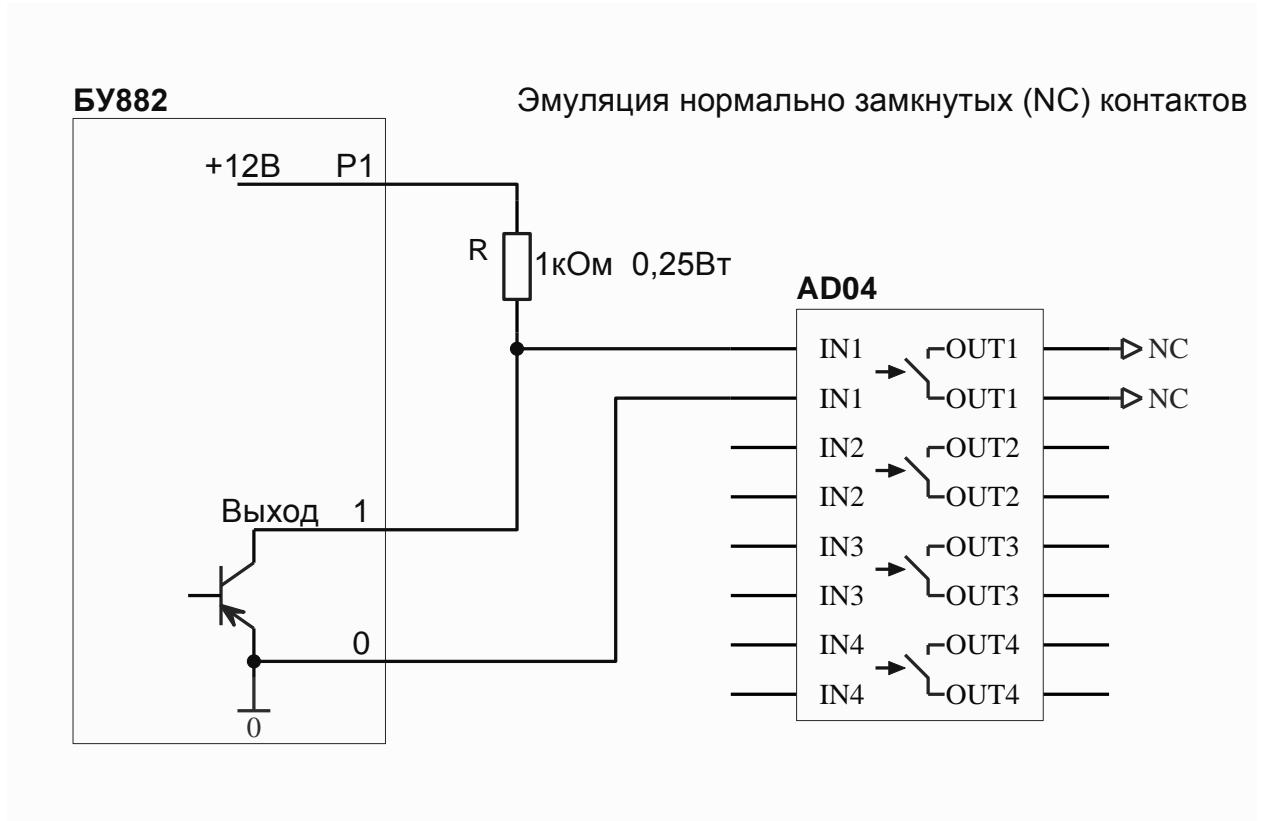 БУ882
Эмуляция нормально замкнутых (NC) контактов
+12В P1
R 1кОм 0,25Вт
AD04
IN1 OUT1 NC
IN1 OUT1 NC
IN2 OUT2
IN2 OUT2
Выход 1
IN3 OUT3
IN3 OUT3
0 IN4 OUT4
IN4 OUT4
0